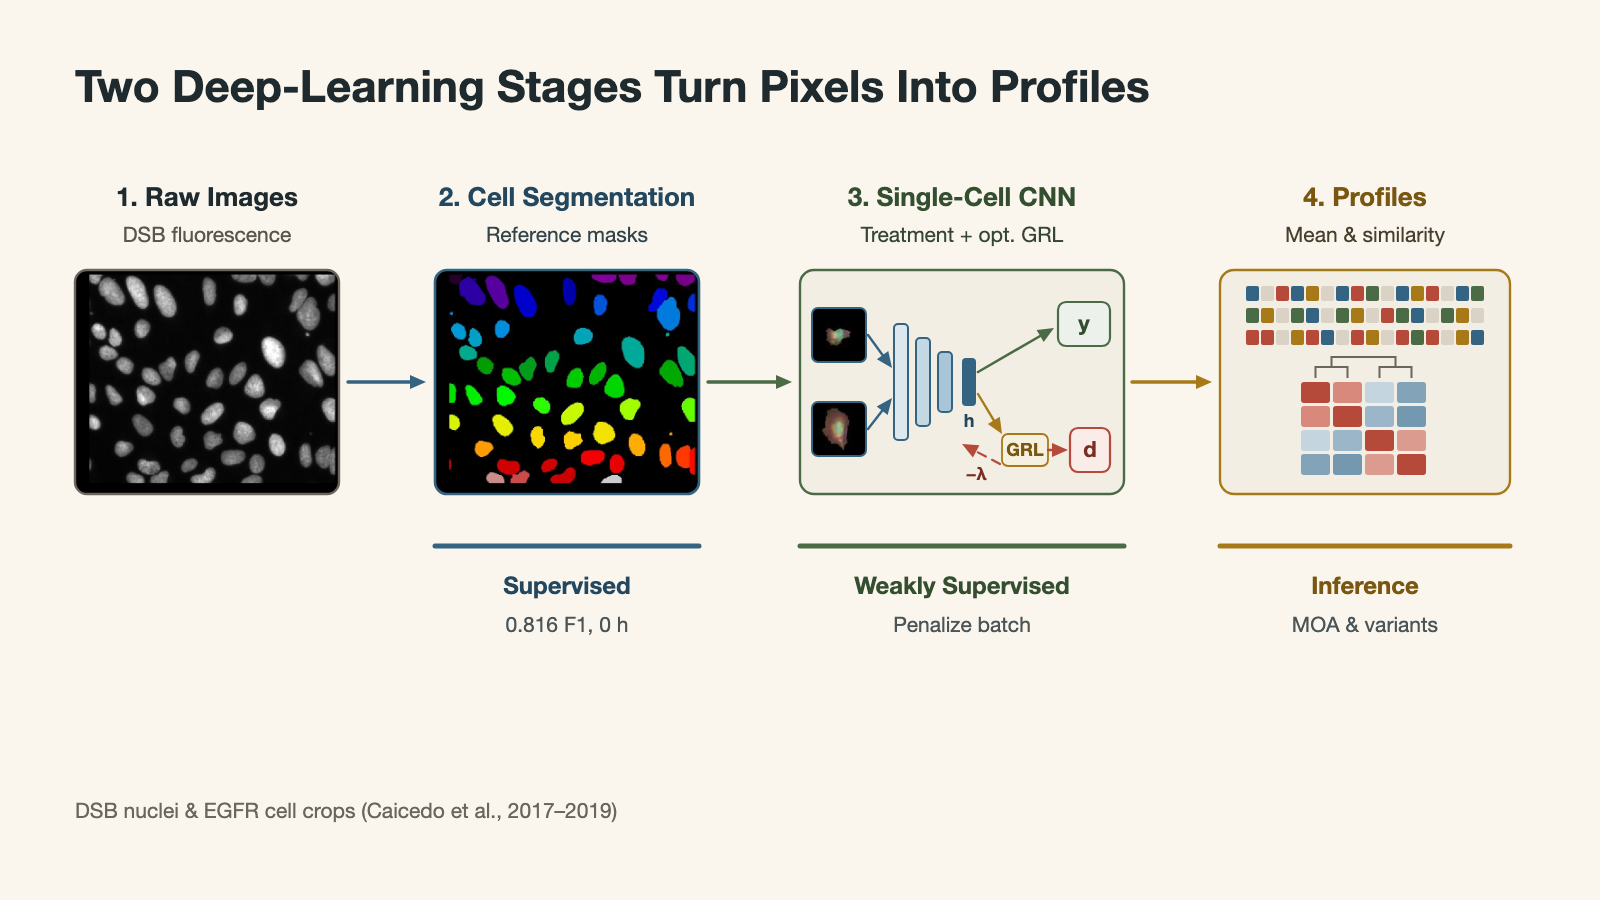 Two Deep-Learning Stages Turn Pixels Into Profiles
1. Raw Images
DSB fluorescence
2. Cell Segmentation
Reference masks
3. Single-Cell CNN
Treatment + opt. GRL
4. Profiles
Mean & similarity
y
h
GRL
d
−λ
Supervised
0.816 F1, 0 h
Weakly Supervised
Penalize batch
Inference
MOA & variants
DSB nuclei & EGFR cell crops (Caicedo et al., 2017–2019)